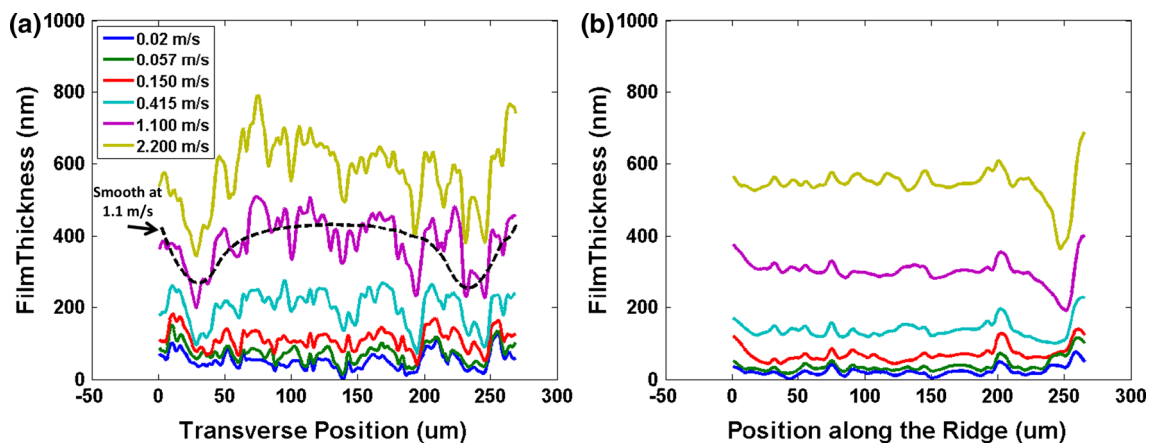 (a)
1000
800
600
400
200
0
FilmThickness (nm)
0.02 m/s
0.057 m/s
0.150 m/s
0.415 m/s
1.100 m/s
2.200 m/s
Smooth at
1.1 m/s
-50 0 50 100 150 200 250 300
Transverse Position (um)
(b)
1000
800
600
400
200
0
FilmThickness (nm)
-50 0 50 100 150 200 250 300
Position along the Ridge (um)